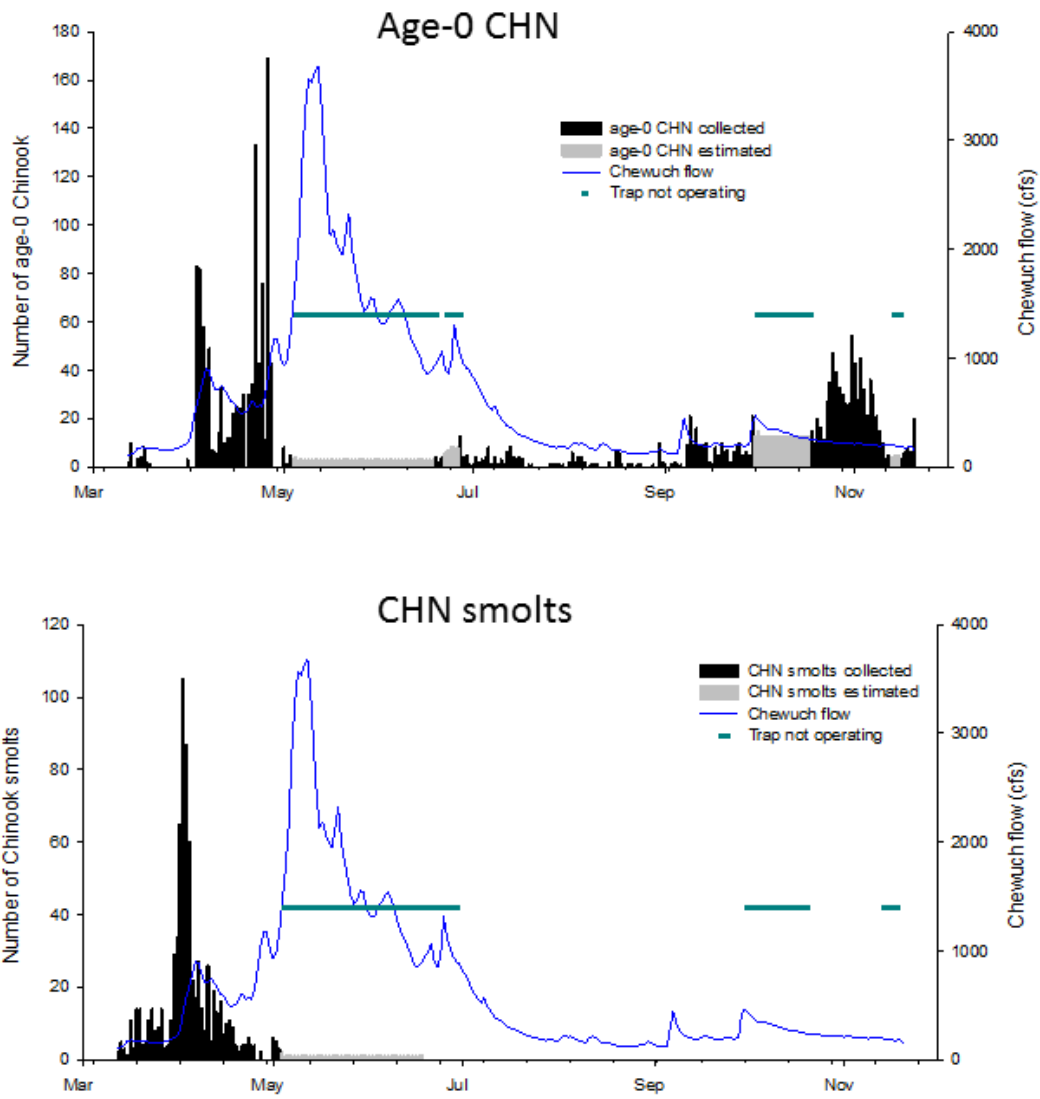 Age-0 CHN
180
160
140
120
100
80
60
40
20
0
Number of age-0 Chinook
4000
3000
2000
1000
0
Chewuch flow (cfs)
age-0 CHN collected
age-0 CHN estimated
Chewuch flow
Trap not operating
Mar May Jul Sep Nov
CHN smolts
120
100
80
60
40
20
0
Number of Chinook smolts
4000
3000
2000
1000
0
Chewuch flow (cfs)
CHN smolts collected
CHN smolts estimated
Chewuch flow
Trap not operating
Mar May Jul Sep Nov